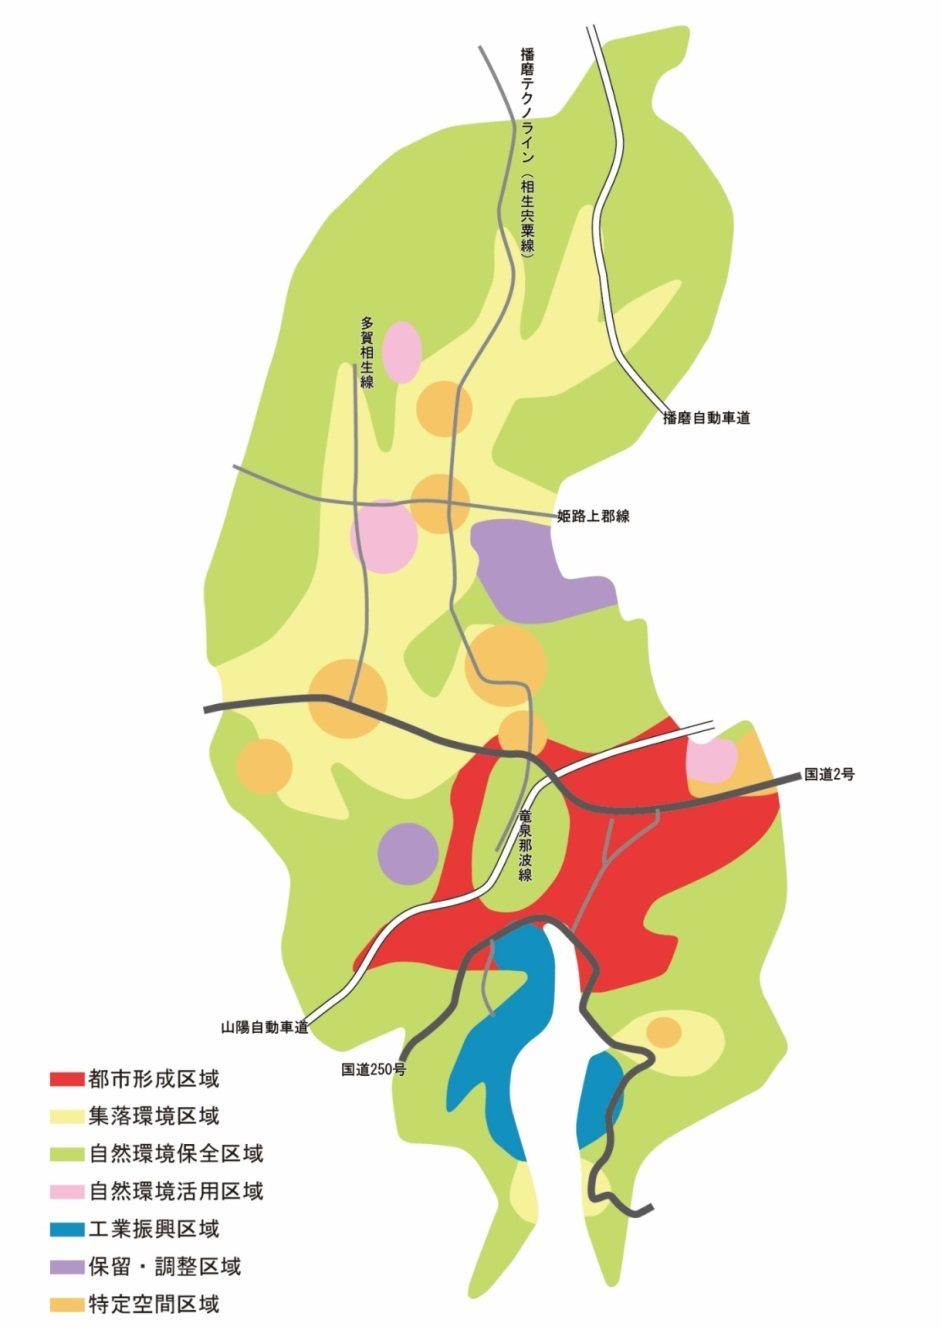 播磨テクノライン（相生宍粟線）
多賀相生線
播磨自動車道
姫路上郡線
国道2号
竜泉那波線
山陽自動車道
国道250号
都市形成区域
集落環境区域
自然環境保全区域
自然環境活用区域
工業振興区域
保留・調整区域
特定空間区域